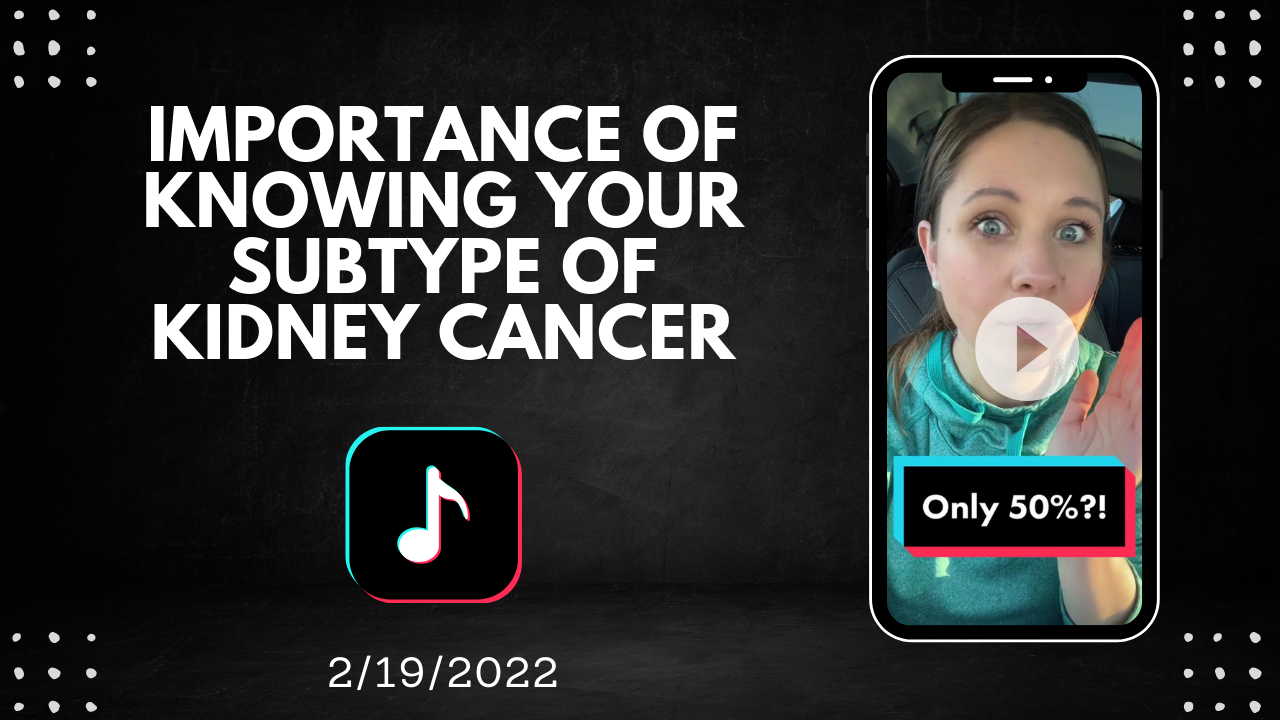 IMPORTANCE OF
KNOWING YOUR
SUBTYPE OF
KIDNEY CANCER
2/19/2022
Only 50%?!